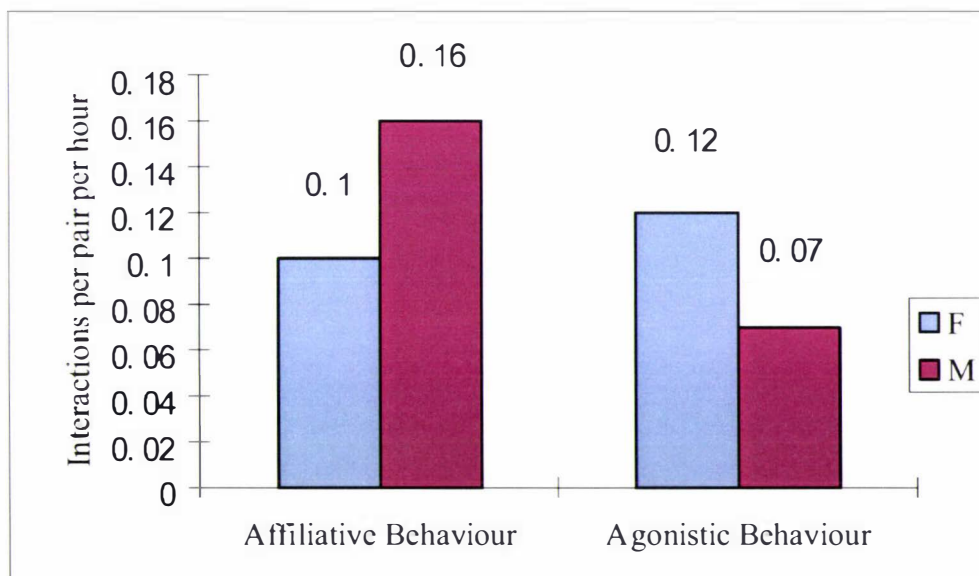 0.16
0.18
0.16
0.14
0.12
0.1
0.08
0.06
0.04
0.02
0
Interactions per pair per hour
0.1
0.12
0.07
F
M
Affiliative Behaviour
Agonistic Behaviour